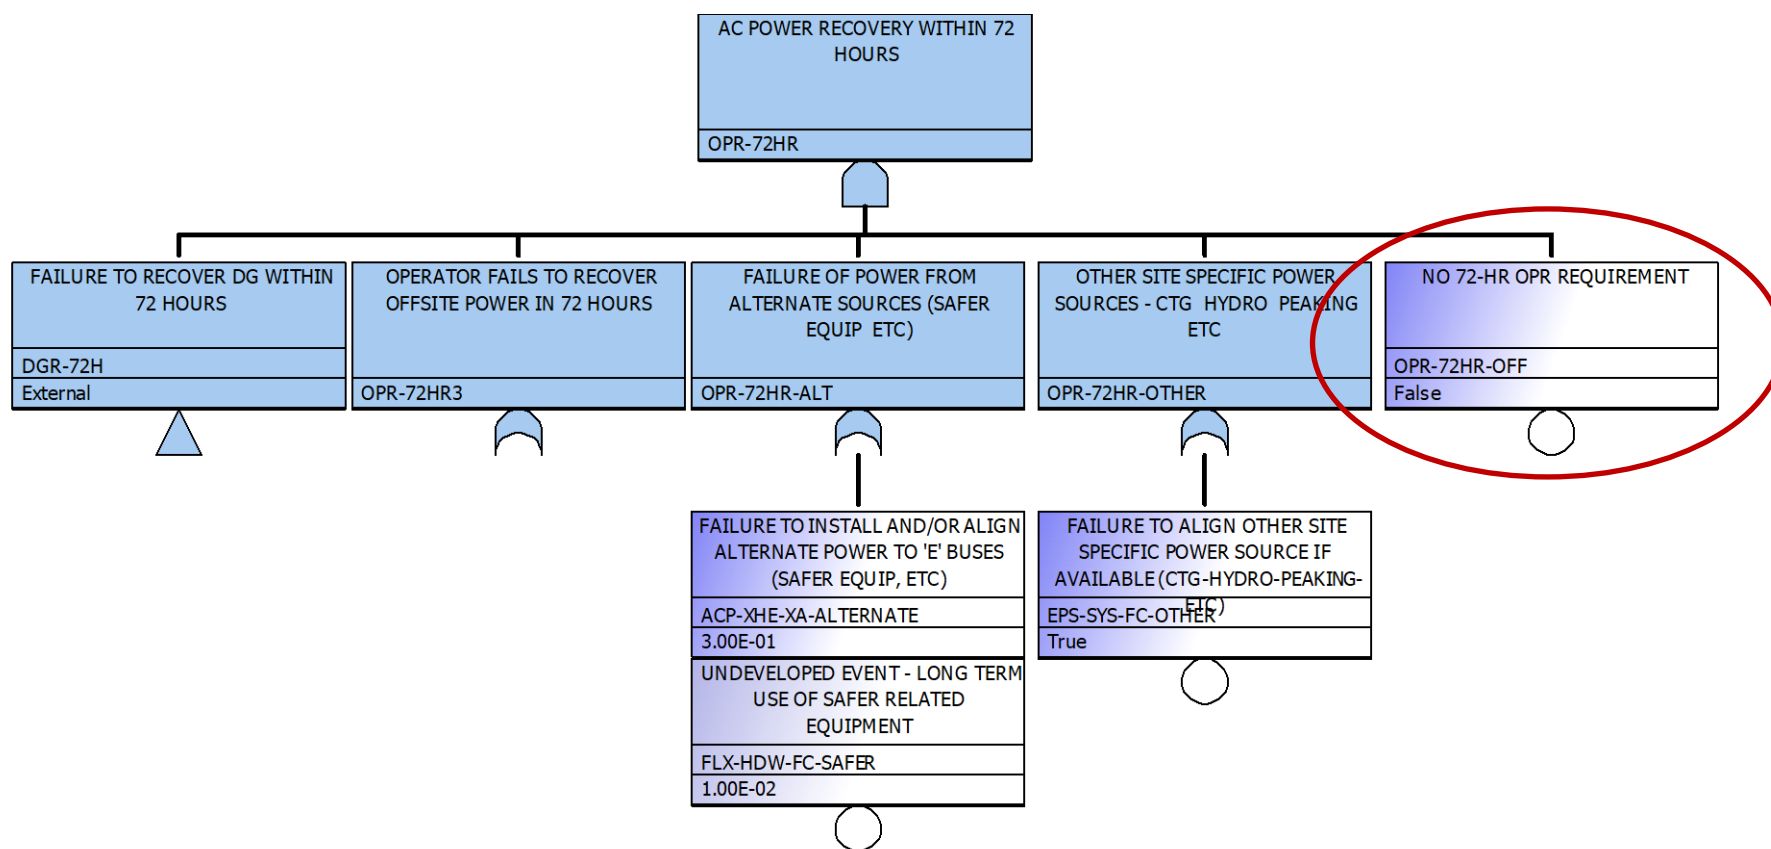 AC POWER RECOVERY WITHIN 72
HOURS
OPR-72HR
FAILURE TO RECOVER DG WITHIN
72 HOURS
DGR-72H
External
OPERATOR FAILS TO RECOVER
OFFSITE POWER IN 72 HOURS
OPR-72HR3
FAILURE OF POWER FROM
ALTERNATE SOURCES (SAFER
EQUIP ETC)
OPR-72HR-ALT
OTHER SITE SPECIFIC POWER
SOURCES - CTG HYDRO PEAKING
ETC
OPR-72HR-OTHER
NO 72-HR OPR REQUIREMENT
OPR-72HR-OFF
False
FAILURE TO INSTALL AND/OR ALIGN
ALTERNATE POWER TO 'E' BUSES
(SAFER EQUIP, ETC)
ACP-XHE-XA-ALTERNATE
3.00E-01
UNDEVELOPED EVENT - LONG TERM
USE OF SAFER RELATED
EQUIPMENT
FLX-HDW-FC-SAFER
1.00E-02
FAILURE TO ALIGN OTHER SITE
SPECIFIC POWER SOURCE IF
AVAILABLE (CTG-HYDRO-PEAKING-
ETC)
EPS-SYS-FC-OTHER
True